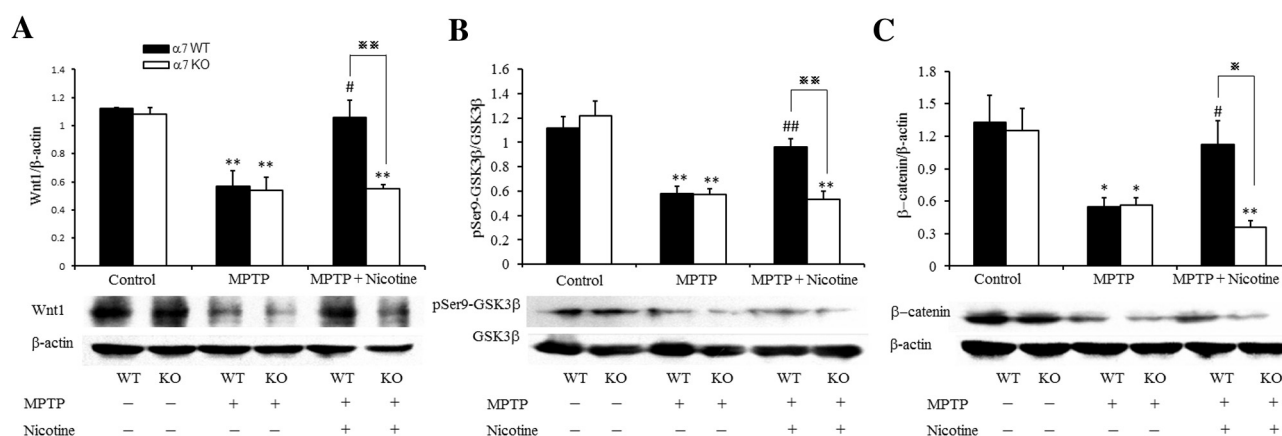 A
α7 WT
α7 KO
Wnt1/β-actin
1.4
1.2
1
0.8
0.6
0.4
0.2
0
**
**
#
**
※※
Control
MPTP
MPTP + Nicotine
Wnt1
β-actin
WT KO WT KO WT KO
MPTP − − + + + +
Nicotine − − − − + +
B
pSer9-GSK3β/GSK3β
1.6
1.4
1.2
1
0.8
0.6
0.4
0.2
0
**
**
##
**
※※
Control
MPTP
MPTP + Nicotine
pSer9-GSK3β
GSK3β
WT KO WT KO WT KO
MPTP − − + + + +
Nicotine − − − − + +
C
β–catenin/β-actin
1.8
1.5
1.2
0.9
0.6
0.3
0
*
*
#
**
※
Control
MPTP
MPTP + Nicotine
β–catenin
β-actin
WT KO WT KO WT KO
MPTP − − + + + +
Nicotine − − − − + +